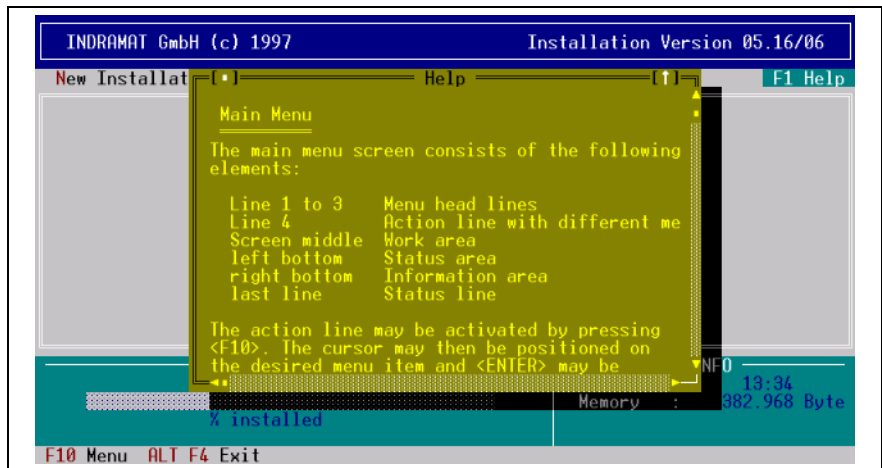 INDRAMAT GmbH (c) 1997 Installation Version 05.16/06
New Installat Help F1 Help
Main Menu
The main menu screen consists of the following
elements:
Line 1 to 3 Menu head lines
Line 4 Action line with different me
Screen middle Work area
left bottom Status area
right bottom Information area
last line Status line
The action line may be activated by pressing
<F10>. The cursor may then be positioned on
the desired menu item and <ENTER> may be
NFO
13:34
Memory : 382.968 Byte
% installed
F10 Menu ALT F4 Exit